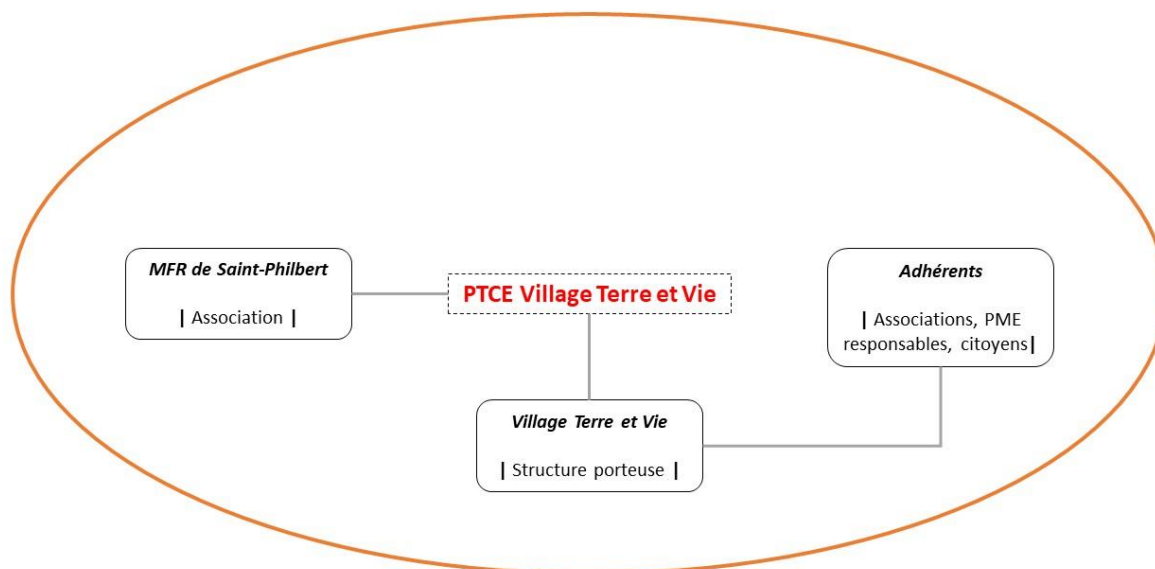 MFR de Saint-Philbert
| Association |
PTCE Village Terre et Vie
Adhérents
| Associations, PME
responsables, citoyens|
Village Terre et Vie
| Structure porteuse |